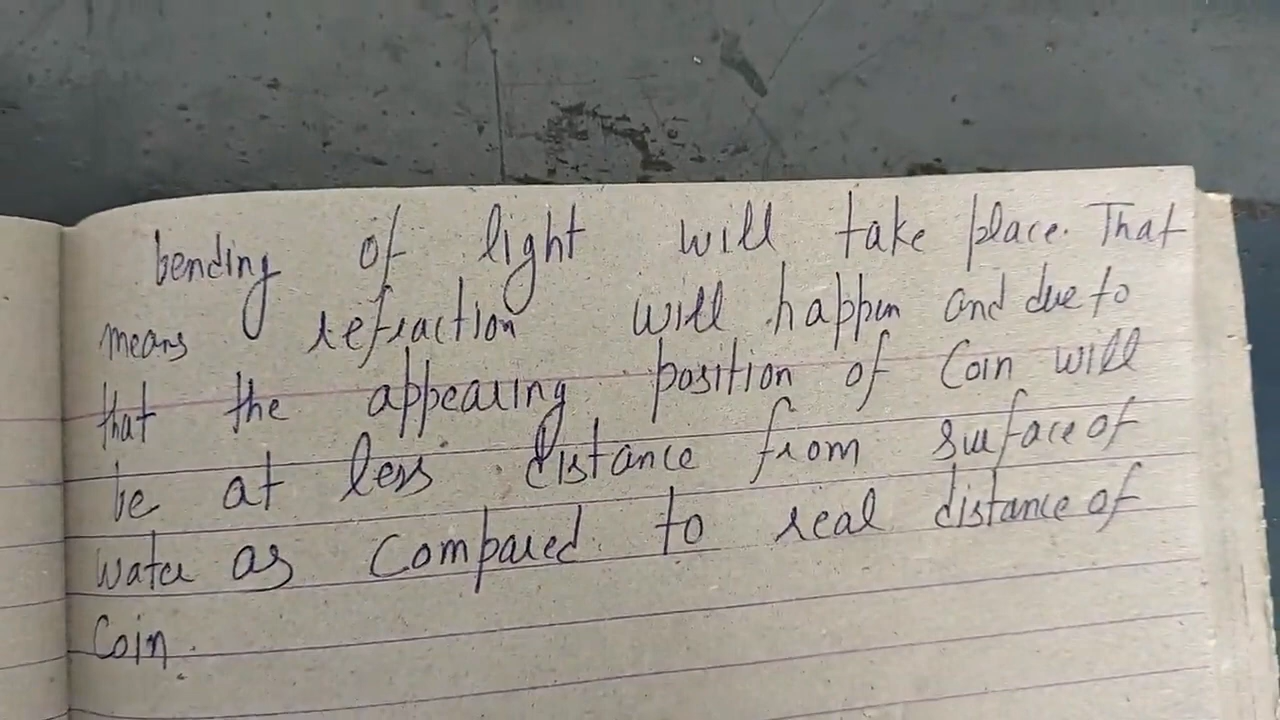 bending of light will take place. That
means refraction will happen and due to
that the appearing position of Coin will
be at less distance from surface of
water as Compared to real distance of
Coin.